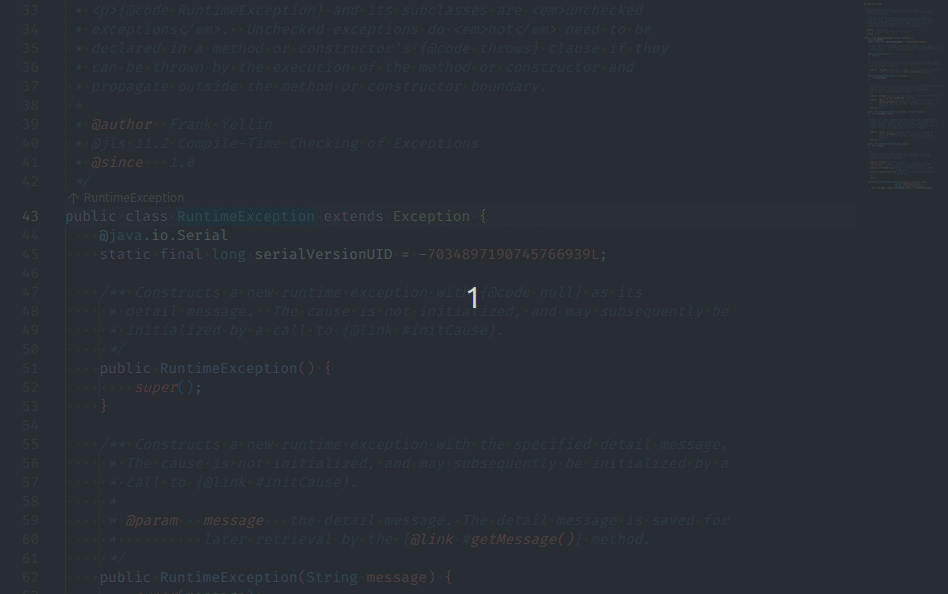 33 * <p>{@code RuntimeException} and its subclasses are <em>unchecked
34 * exceptions</em>.  Unchecked exceptions do <em>not</em> need to be
35 * declared in a method or constructor's {@code throws} clause if they
36 * can be thrown by the execution of the method or constructor and
37 * propagate outside the method or constructor boundary.
38 *
39 * @author  Frank Yellin
40 * @jls 11.2 Compile-Time Checking of Exceptions
41 * @since   1.0
42 */
↑ RuntimeException
43 public class RuntimeException extends Exception {
44     @java.io.Serial
45     static final long serialVersionUID = -7034897190745766939L;
46
47     /** Constructs a new runtime exception with {@code null} as its
1
48      * detail message.  The cause is not initialized, and may subsequently be
49      * initialized by a call to {@link #initCause}.
50      */
51     public RuntimeException() {
52         super();
53     }
54
55     /** Constructs a new runtime exception with the specified detail message.
56      * The cause is not initialized, and may subsequently be initialized by a
57      * call to {@link #initCause}.
58      *
59      * @param   message   the detail message. The detail message is saved for
60      *          later retrieval by the {@link #getMessage()} method.
61      */
62     public RuntimeException(String message) {